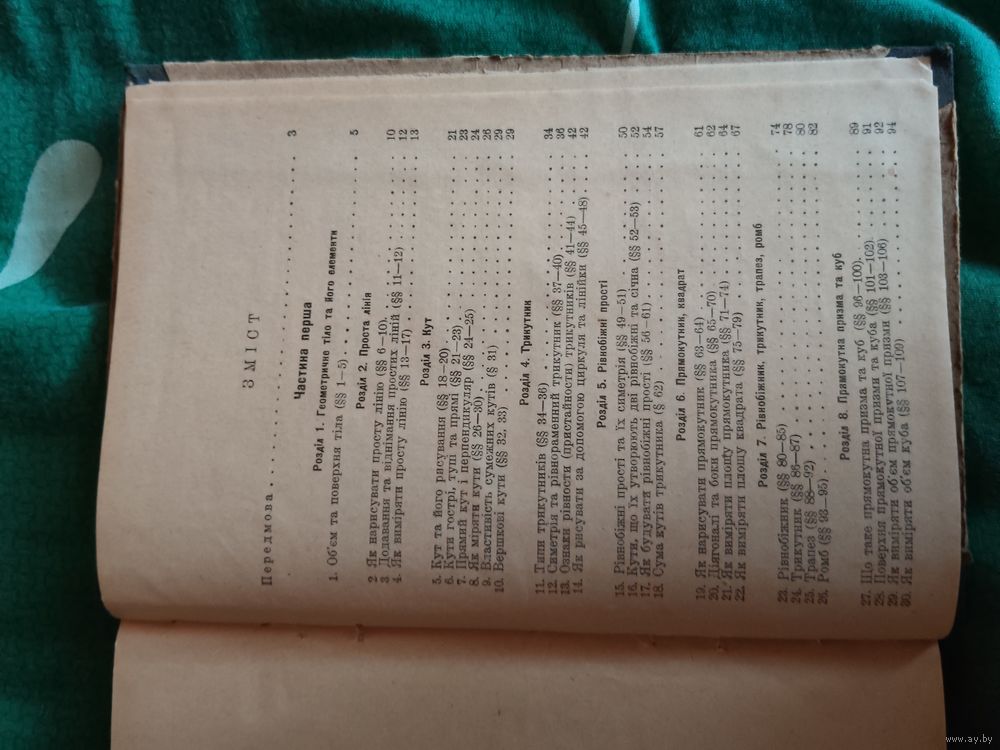 ЗМІСТ
Передмова . . . . . . . . . . 3
Частина перша
Розділ 1. Геометричне тіло та його елементи
1. Об'єм та поверхня тіла (§§ 1—5) . . . . . . . . . . 5
Розділ 2. Проста лінія
2 Як нарисувати просту лінію (§§ 6—10) . . . . . . . . . . 10
3. Додавання та віднімання простих ліній (§§ 11—12) . . . . . . . . . . 12
4. Як виміряти просту лінію (§§ 13—17) . . . . . . . . . . 13
Розділ 3. Кут
5. Кут та його рисування (§§ 18—20) . . . . . . . . . . 21
6. Кути гострі, тупі та прямі (§§ 21—23) . . . . . . . . . . 23
7. Прямий кут і перпендикуляр (§§ 24—25) . . . . . . . . . . 24
8. Як міряти кути (§§ 26—30) . . . . . . . . . . 26
9. Властивість сумежних кутів (§ 31) . . . . . . . . . . 29
10. Вершкові кути (§§ 32, 33) . . . . . . . . . . 29
Розділ 4. Трикутник
11. Типи трикутників (§§ 34—36) . . . . . . . . . . 34
12. Симетрія та рівнораменний трикутник (§§ 37—40) . . . . . . . . . . 36
13. Ознаки рівности (пристайности) трикутників (§§ 41—44) . . . . . . . . . . 42
14. Як рисувати за допомогою циркуля та лінійки (§§ 45—48) . . . . . . . . . . 42
Розділ 5. Рівнобіжні прості
15. Рівнобіжні прості та їх симетрія (§§ 49—51) . . . . . . . . . . 50
16. Кути, що їх утворюють дві рівнобіжні та січна (§§ 52—53) . . . . . . . . . . 52
17. Як будувати рівнобіжні прості (§§ 56—61) . . . . . . . . . . 54
18. Сума кутів трикутника (§ 62) . . . . . . . . . . 57
Розділ 6. Прямокутник, квадрат
19. Як нарисувати прямокутник (§§ 63—64) . . . . . . . . . . 61
20. Діягоналі та боки прямокутника (§§ 65—70) . . . . . . . . . . 62
21. Як виміряти площу прямокутника (§§ 71—74) . . . . . . . . . . 64
22. Як виміряти площу квадрата (§§ 75—79) . . . . . . . . . . 67
Розділ 7. Рівнобіжник, трикутник, трапез, ромб
23. Рівнобіжник (§§ 80—85) . . . . . . . . . . 74
24. Трикутник (§§ 86—87) . . . . . . . . . . 78
25. Трапез (§§ 88—92) . . . . . . . . . . 80
26. Ромб (§§ 93—95) . . . . . . . . . . 82
Розділ 8. Прямокутна призма та куб
27. Що таке прямокутна призма та куб (§§ 96—100) . . . . . . . . . . 89
28. Поверхня прямокутної призми та куба (§§ 101—102) . . . . . . . . . . 91
29. Як виміряти об'єм прямокутної призми (§§ 103—106) . . . . . . . . . . 92
30. Як виміряти об'єм куба (§§ 107—109) . . . . . . . . . . 94
www.ay.by